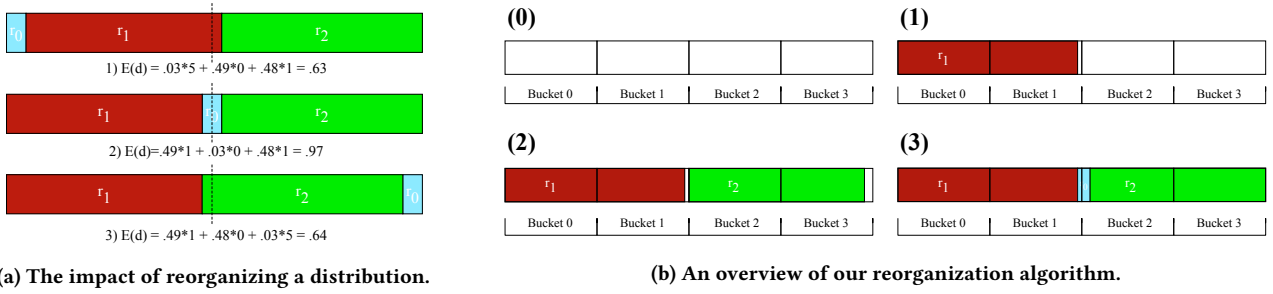 r0 r1 r2
1) E(d) = .03*5 + .49*0 + .48*1 = .63
r1 r0 r2
2) E(d)=.49*1 + .03*0 + .48*1 = .97
r1 r2 r0
3) E(d) = .49*1 + .48*0 + .03*5 = .64
(a) The impact of reorganizing a distribution.
(0)
Bucket 0 Bucket 1 Bucket 2 Bucket 3
(1)
r1
Bucket 0 Bucket 1 Bucket 2 Bucket 3
(2)
r1 r2
Bucket 0 Bucket 1 Bucket 2 Bucket 3
(3)
r1 r2
Bucket 0 Bucket 1 Bucket 2 Bucket 3
(b) An overview of our reorganization algorithm.